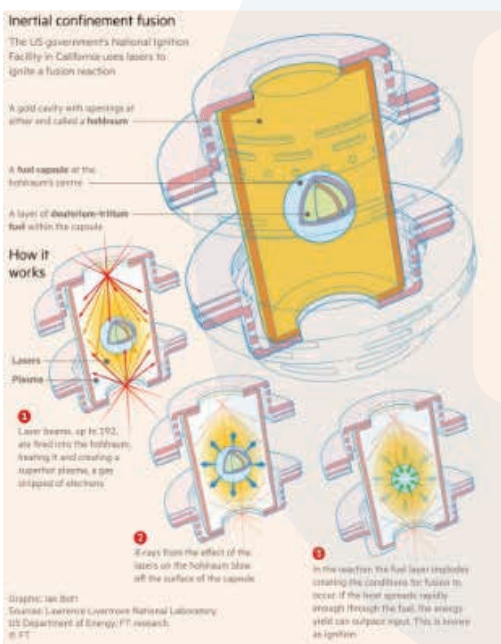 Inertial confinement fusion
The US government's National Ignition
Facility in California uses lasers to
ignite a fusion reaction
A gold cavity with openings at
either end called a hohlraum
A fuel capsule at the
hohlraum's centre
A layer of deuterium-tritium
fuel within the capsule
How it
works
Lasers
Plasma
1
Laser beams, up to 192,
are fired into the hohlraum,
heating it and creating a
superhot plasma, a gas
stripped of electrons
2
X-rays from the effect of the
lasers on the hohlraum blow
off the surface of the capsule
In the reaction the fuel layer implodes
creating the conditions for fusion to
occur if the heat spreads rapidly
enough through the fuel, the energy
yield can outpace input. This is known
as ignition
Graphic: Ian Bott
Sources: Lawrence Livermore National Laboratory
US Department of Energy, FT research
© FT